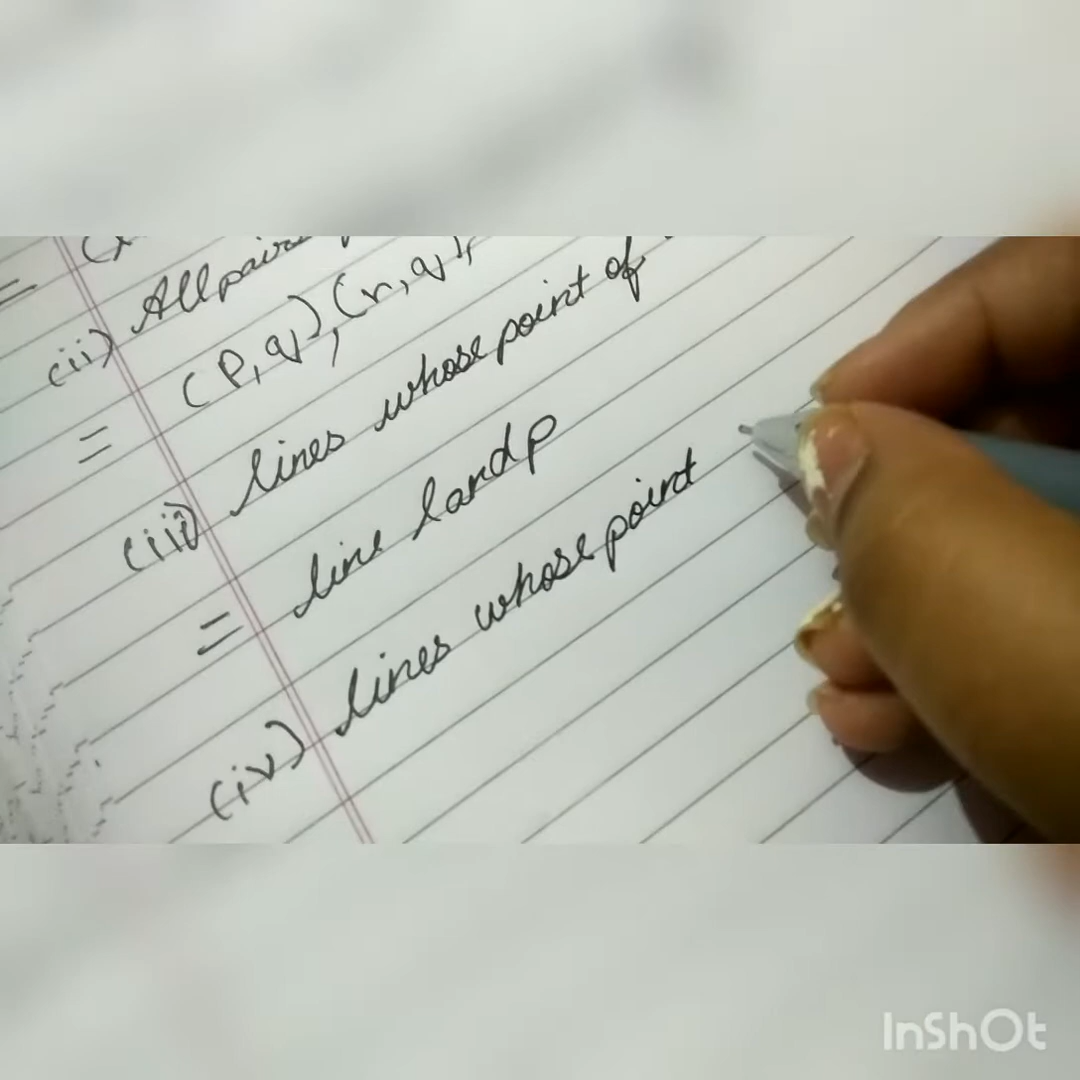 (ii) All pairs
= (P, q), (r, q),
(iii) lines whose point of
= line l and p
(iv) lines whose point
InShOt